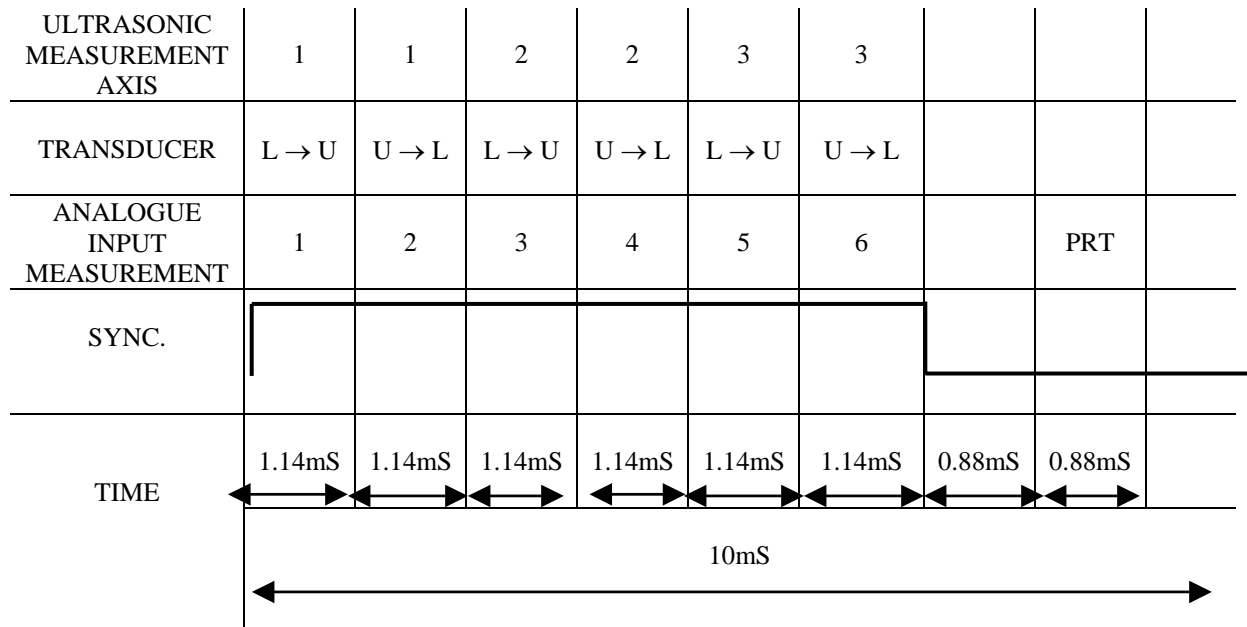 ULTRASONIC
MEASUREMENT
AXIS
1 1 2 2 3 3
TRANSDUCER L → U U → L L → U U → L L → U U → L
ANALOGUE
INPUT
MEASUREMENT
1 2 3 4 5 6 PRT
SYNC.
TIME
1.14mS 1.14mS 1.14mS 1.14mS 1.14mS 1.14mS 0.88mS 0.88mS
10mS